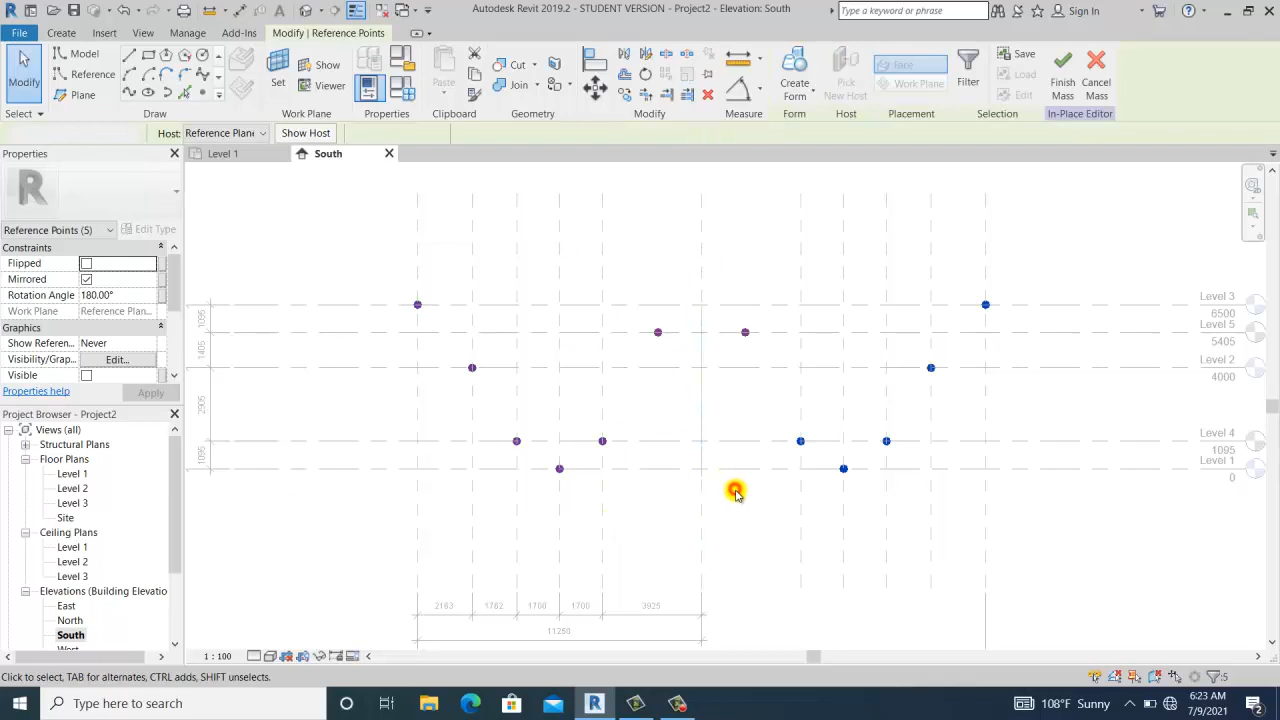 Autodesk Revit 2019.2 - STUDENT VERSION - Project2 - Elevation: South
Type a keyword or phrase
Sign In
File
Create
Insert
View
Manage
Add-Ins
Modify | Reference Points
Modify
Model
Reference
Plane
Set
Show
Viewer
Paste
Cut
Join
Create
Form
Pick
New Host
Face
Work Plane
Filter
Save
Load
Edit
Finish
Mass
Cancel
Mass
Select
Draw
Work Plane
Properties
Clipboard
Geometry
Modify
Measure
Form
Host
Placement
Selection
In-Place Editor
Host:
Reference Plane
Show Host
Properties
Level 1
South
Reference Points (5)
Edit Type
Constraints
Flipped
Mirrored
Rotation Angle
180.00°
Work Plane
Reference Plan...
Graphics
Show Referen...
Never
Visibility/Grap...
Edit...
Visible
Properties help
Apply
Project Browser - Project2
Views (all)
Structural Plans
Floor Plans
Level 1
Level 2
Level 3
Site
Ceiling Plans
Level 1
Level 2
Level 3
Elevations (Building Elevatio
East
North
South
West
1095
1405
2905
1095
Level 3
6500
Level 5
5405
Level 2
4000
Level 4
1095
Level 1
0
2163
1762
1700
1700
3925
11250
1 : 100
Click to select, TAB for alternates, CTRL adds, SHIFT unselects.
:5
Type here to search
108°F Sunny
6:23 AM
7/9/2021
2